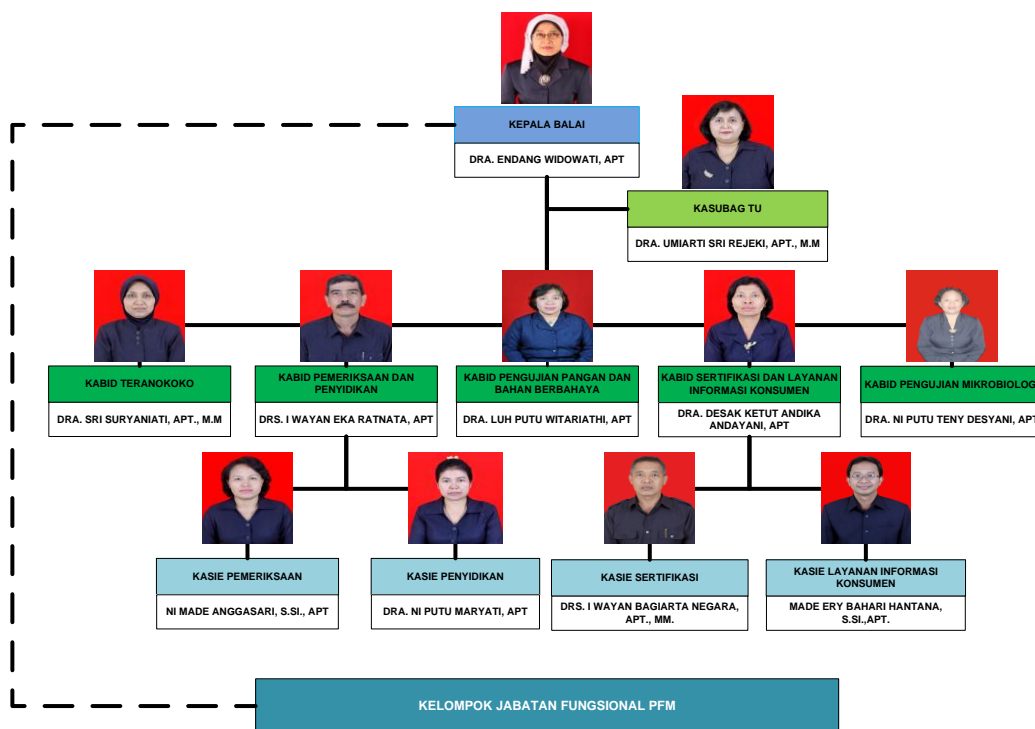 KEPALA BALAI
DRA. ENDANG WIDOWATI, APT
KASUBAG TU
DRA. UMIARTI SRI REJEKI, APT., M.M
KABID TERANOKOKO
DRA. SRI SURYANIATI, APT., M.M
KABID PEMERIKSAAN DAN
PENYIDIKAN
DRS. I WAYAN EKA RATNATA, APT
KABID PENGUJIAN PANGAN DAN
BAHAN BERBAHAYA
DRA. LUH PUTU WITARIATHI, APT
KABID SERTIFIKASI DAN LAYANAN
INFORMASI KONSUMEN
DRA. DESAK KETUT ANDIKA
ANDAYANI, APT
KABID PENGUJIAN MIKROBIOLOGI
DRA. NI PUTU TENY DESYANI, APT
KASIE PEMERIKSAAN
NI MADE ANGGASARI, S.SI., APT
KASIE PENYIDIKAN
DRA. NI PUTU MARYATI, APT
KASIE SERTIFIKASI
DRS. I WAYAN BAGIARTA NEGARA,
APT., MM.
KASIE LAYANAN INFORMASI
KONSUMEN
MADE ERY BAHARI HANTANA,
S.SI.,APT.
KELOMPOK JABATAN FUNGSIONAL PFM